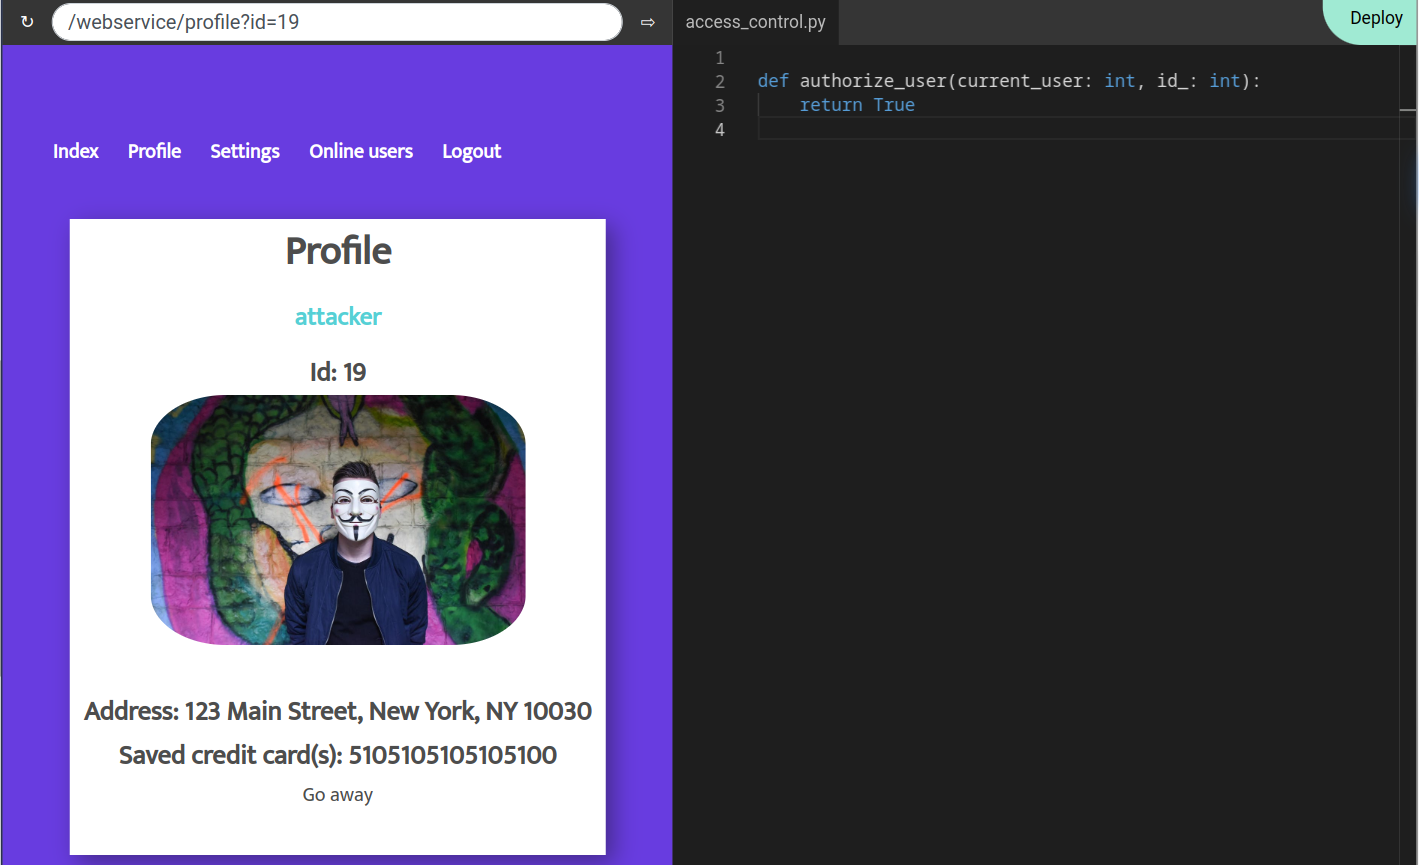 /webservice/profile?id=19
Index Profile Settings Online users Logout
Profile
attacker
Id: 19
Address: 123 Main Street, New York, NY 10030
Saved credit card(s): 5105105105105100
Go away
access_control.py
Deploy
1
2 def authorize_user(current_user: int, id_: int):
3 return True
4